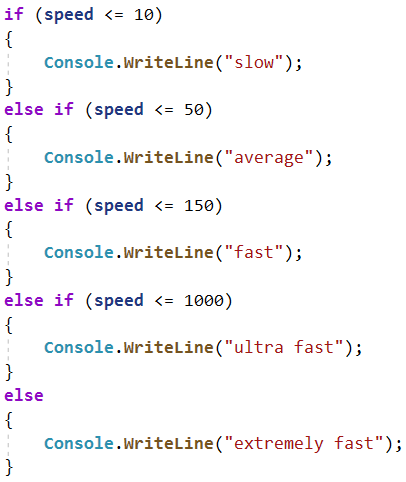 if (speed <= 10)
{
    Console.WriteLine("slow");
}
else if (speed <= 50)
{
    Console.WriteLine("average");
}
else if (speed <= 150)
{
    Console.WriteLine("fast");
}
else if (speed <= 1000)
{
    Console.WriteLine("ultra fast");
}
else
{
    Console.WriteLine("extremely fast");
}